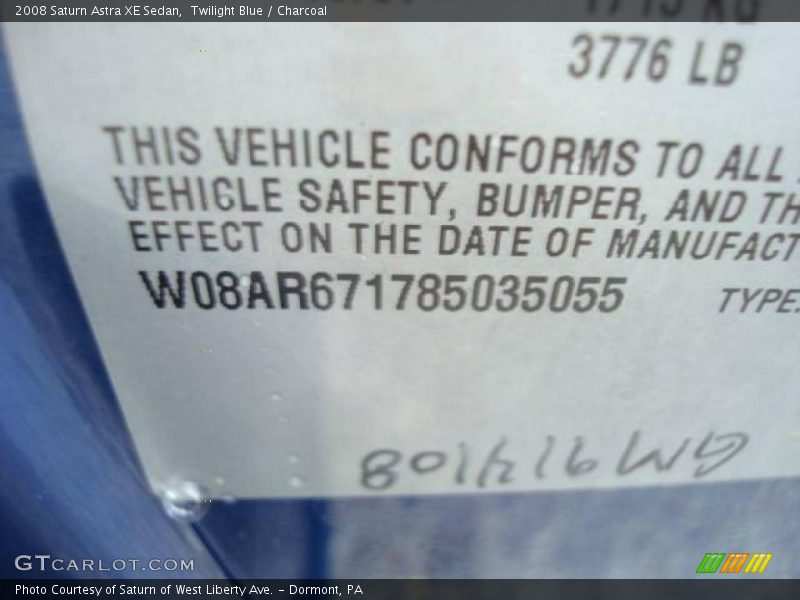 2008 Saturn Astra XE Sedan, Twilight Blue / Charcoal
3776 LB
THIS VEHICLE CONFORMS TO ALL
VEHICLE SAFETY, BUMPER, AND TH
EFFECT ON THE DATE OF MANUFACT
W08AR671785035055 TYPE:
GTCARLOT.COM
Photo Courtesy of Saturn of West Liberty Ave. – Dormont, PA